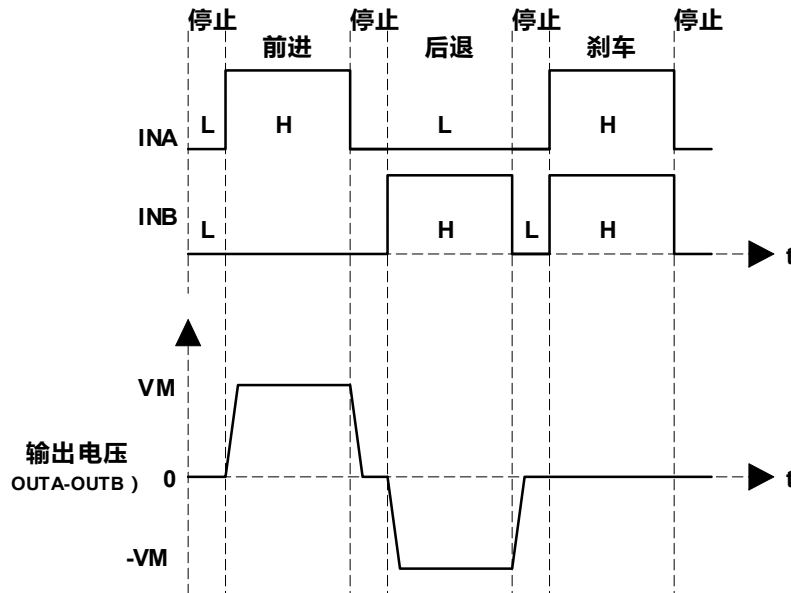 停止 停止 停止 停止
前进 后退 刹车
L H L H
INA
INB
L H L H
t
VM
输出电压
OUTA-OUTB )
0
t
-VM